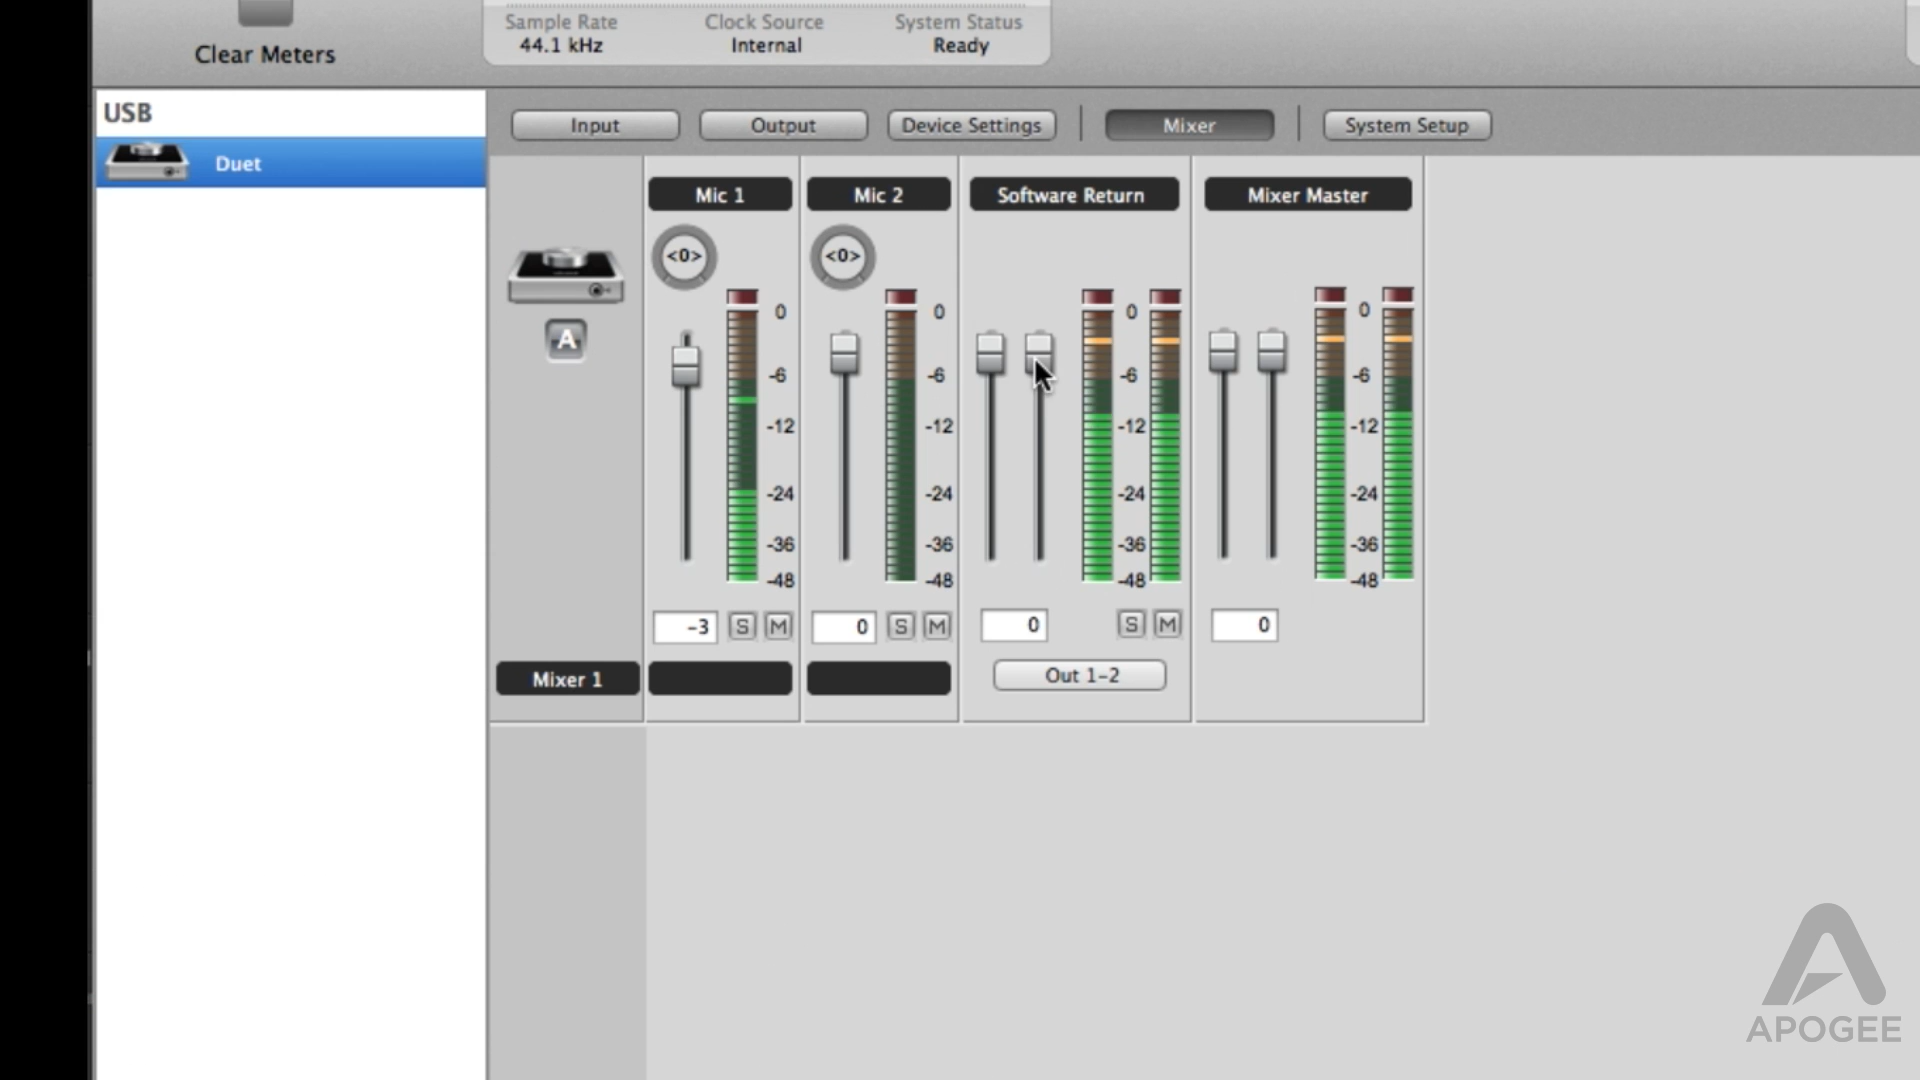 Clear Meters
Sample Rate Clock Source System Status
44.1 kHz Internal Ready
USB
Duet
Input Output Device Settings Mixer System Setup
Mic 1 Mic 2 Software Return Mixer Master
<0> <0>
A
0 0 0 0
-6 -6 -6 -6
-12 -12 -12 -12
-24 -24 -24 -24
-36 -36 -36 -36
-48 -48 -48 -48
-3 S M 0 S M 0 S M 0
Mixer 1 Out 1-2
APOGEE